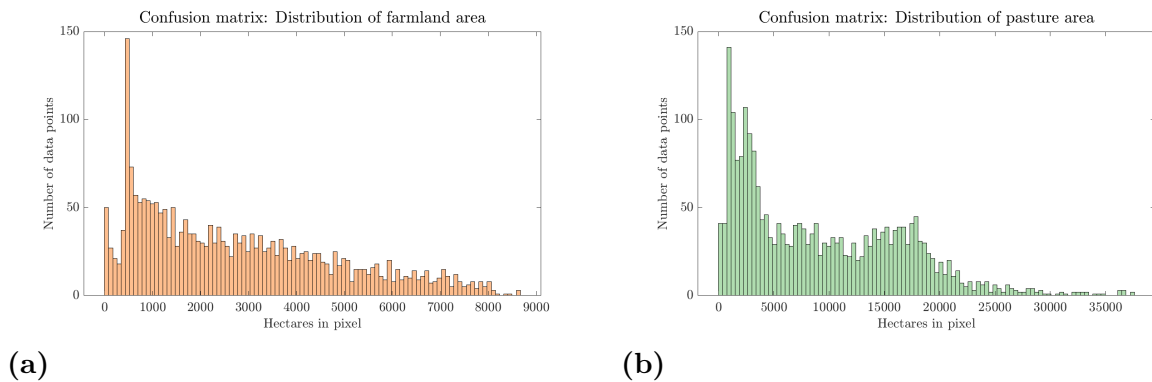 Confusion matrix: Distribution of farmland area
150
100
50
0
Number of data points
0 1000 2000 3000 4000 5000 6000 7000 8000 9000
Hectares in pixel
(a)
Confusion matrix: Distribution of pasture area
150
100
50
0
Number of data points
0 5000 10000 15000 20000 25000 30000 35000
Hectares in pixel
(b)